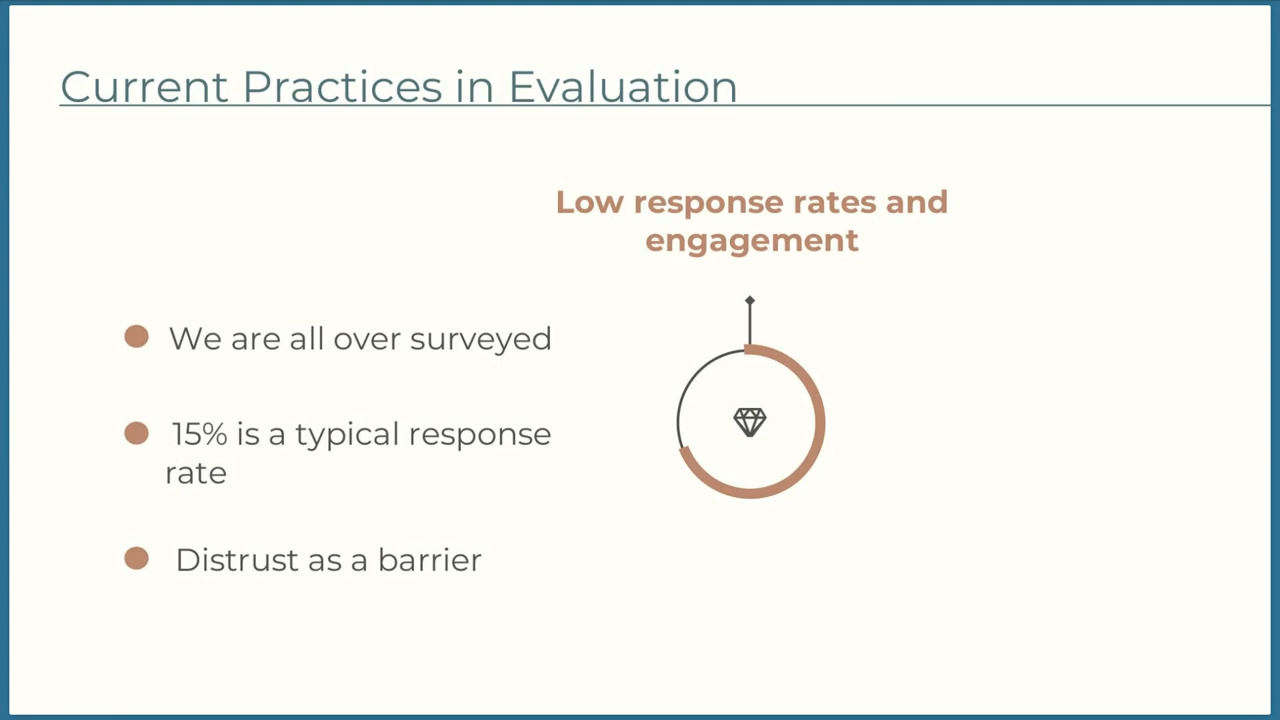 Current Practices in Evaluation
Low response rates and
engagement
We are all over surveyed
15% is a typical response
rate
Distrust as a barrier